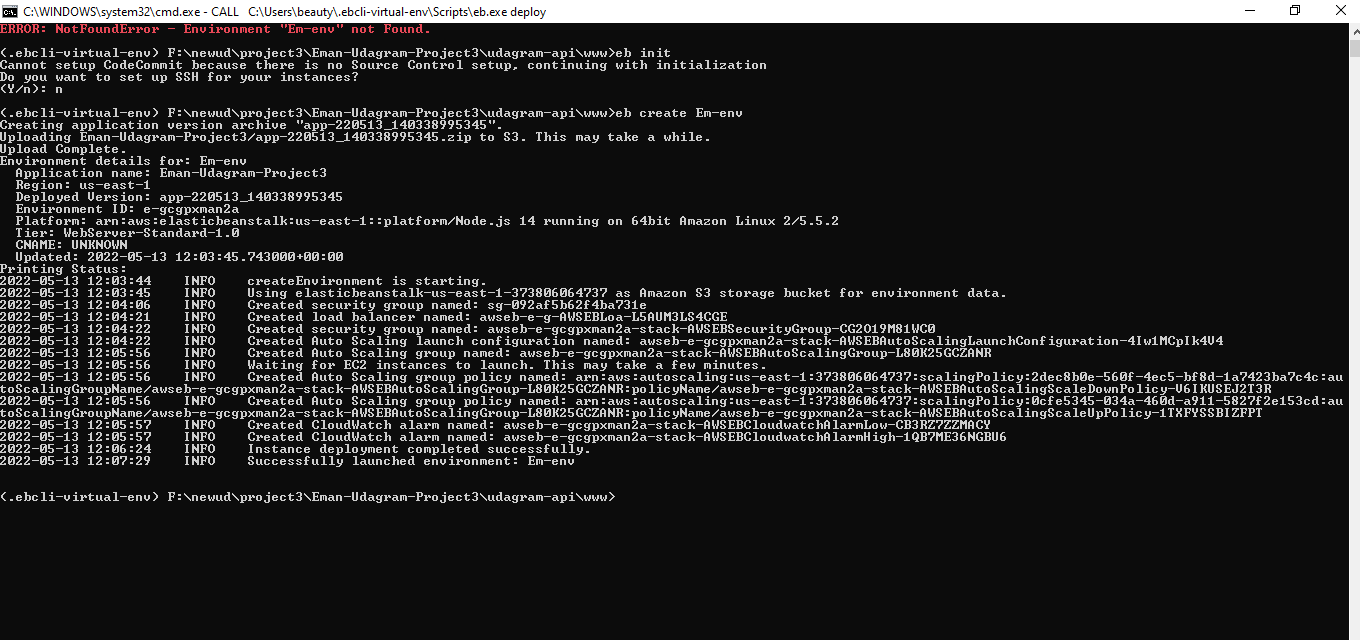 C:\WINDOWS\system32\cmd.exe - CALL C:\Users\beauty\.ebcli-virtual-env\Scripts\eb.exe deploy
ERROR: NotFoundError - Environment "Em-env" not Found.
(.ebcli-virtual-env) F:\newud\project3\Eman-Udagram-Project3\udagram-api\www>eb init
Cannot setup CodeCommit because there is no Source Control setup, continuing with initialization
Do you want to set up SSH for your instances?
(Y/n): n
(.ebcli-virtual-env) F:\newud\project3\Eman-Udagram-Project3\udagram-api\www>eb create Em-env
Creating application version archive "app-220513_140338995345".
Uploading Eman-Udagram-Project3/app-220513_140338995345.zip to S3. This may take a while.
Upload Complete.
Environment details for: Em-env
  Application name: Eman-Udagram-Project3
  Region: us-east-1
  Deployed Version: app-220513_140338995345
  Environment ID: e-gcgpxman2a
  Platform: arn:aws:elasticbeanstalk:us-east-1::platform/Node.js 14 running on 64bit Amazon Linux 2/5.5.2
  Tier: WebServer-Standard-1.0
  CNAME: UNKNOWN
  Updated: 2022-05-13 12:03:45.743000+00:00
Printing Status:
2022-05-13 12:03:44    INFO    createEnvironment is starting.
2022-05-13 12:03:45    INFO    Using elasticbeanstalk-us-east-1-373806064737 as Amazon S3 storage bucket for environment data.
2022-05-13 12:04:06    INFO    Created security group named: sg-092af5b62f4ba731e
2022-05-13 12:04:21    INFO    Created load balancer named: awseb-e-g-AWSEBLoa-L5AUM3LS4CGE
2022-05-13 12:04:22    INFO    Created security group named: awseb-e-gcgpxman2a-stack-AWSEBSecurityGroup-CG2O19M81WC0
2022-05-13 12:04:22    INFO    Created Auto Scaling launch configuration named: awseb-e-gcgpxman2a-stack-AWSEBAutoScalingLaunchConfiguration-4Iw1MCpIk4V4
2022-05-13 12:05:56    INFO    Created Auto Scaling group named: awseb-e-gcgpxman2a-stack-AWSEBAutoScalingGroup-L80K25GCZANR
2022-05-13 12:05:56    INFO    Waiting for EC2 instances to launch. This may take a few minutes.
2022-05-13 12:05:56    INFO    Created Auto Scaling group policy named: arn:aws:autoscaling:us-east-1:373806064737:scalingPolicy:2dec8b0e-560f-4ec5-bf8d-1a7423ba7c4c:au
toScalingGroupName/awseb-e-gcgpxman2a-stack-AWSEBAutoScalingGroup-L80K25GCZANR:policyName/awseb-e-gcgpxman2a-stack-AWSEBAutoScalingScaleDownPolicy-V6IKUSEJ2T3R
2022-05-13 12:05:56    INFO    Created Auto Scaling group policy named: arn:aws:autoscaling:us-east-1:373806064737:scalingPolicy:0cfe5345-034a-460d-a911-5827f2e153cd:au
toScalingGroupName/awseb-e-gcgpxman2a-stack-AWSEBAutoScalingGroup-L80K25GCZANR:policyName/awseb-e-gcgpxman2a-stack-AWSEBAutoScalingScaleUpPolicy-1TXFYSSBIZFPT
2022-05-13 12:05:57    INFO    Created CloudWatch alarm named: awseb-e-gcgpxman2a-stack-AWSEBCloudwatchAlarmLow-CB3RZ7ZZMACY
2022-05-13 12:05:57    INFO    Created CloudWatch alarm named: awseb-e-gcgpxman2a-stack-AWSEBCloudwatchAlarmHigh-1QB7ME36NGBU6
2022-05-13 12:06:24    INFO    Instance deployment completed successfully.
2022-05-13 12:07:29    INFO    Successfully launched environment: Em-env
(.ebcli-virtual-env) F:\newud\project3\Eman-Udagram-Project3\udagram-api\www>